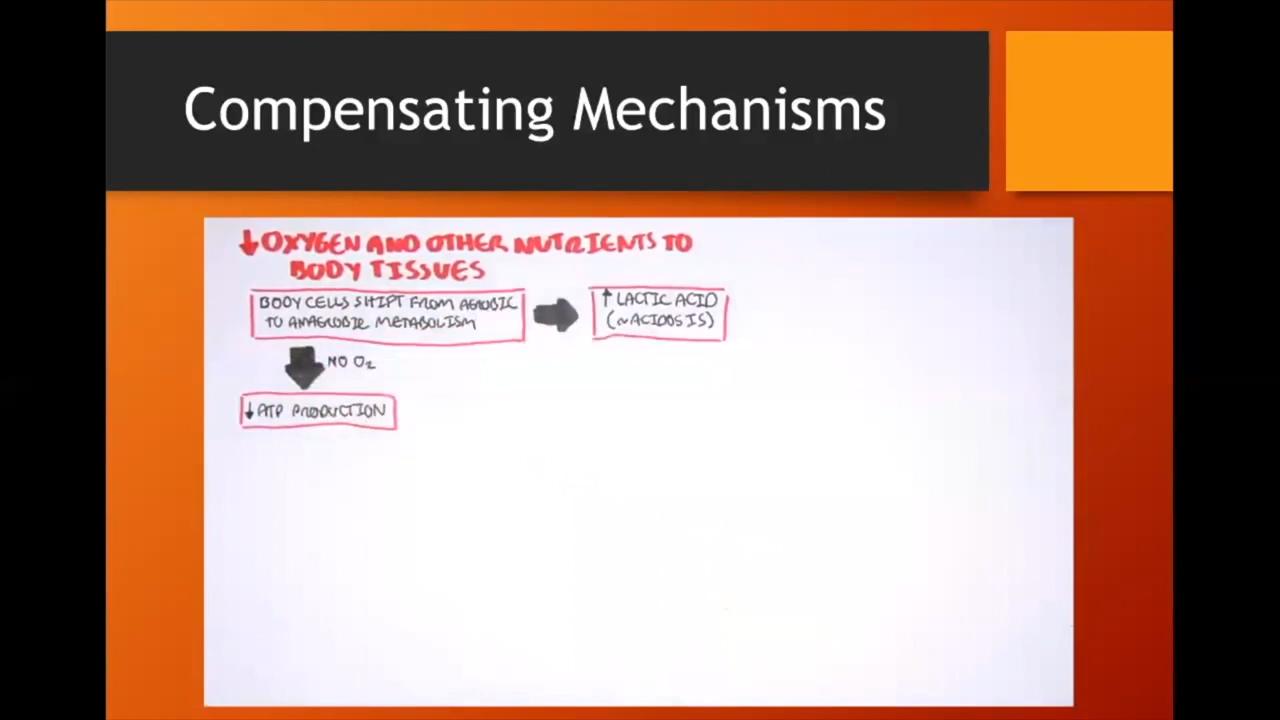 Compensating Mechanisms
↓ OXYGEN AND OTHER NUTRIENTS TO
BODY TISSUES
BODY CELLS SHIFT FROM AEROBIC
TO ANAEROBIC METABOLISM
↑ LACTIC ACID
(~ACIDOSIS)
NO O₂
↓ ATP PRODUCTION